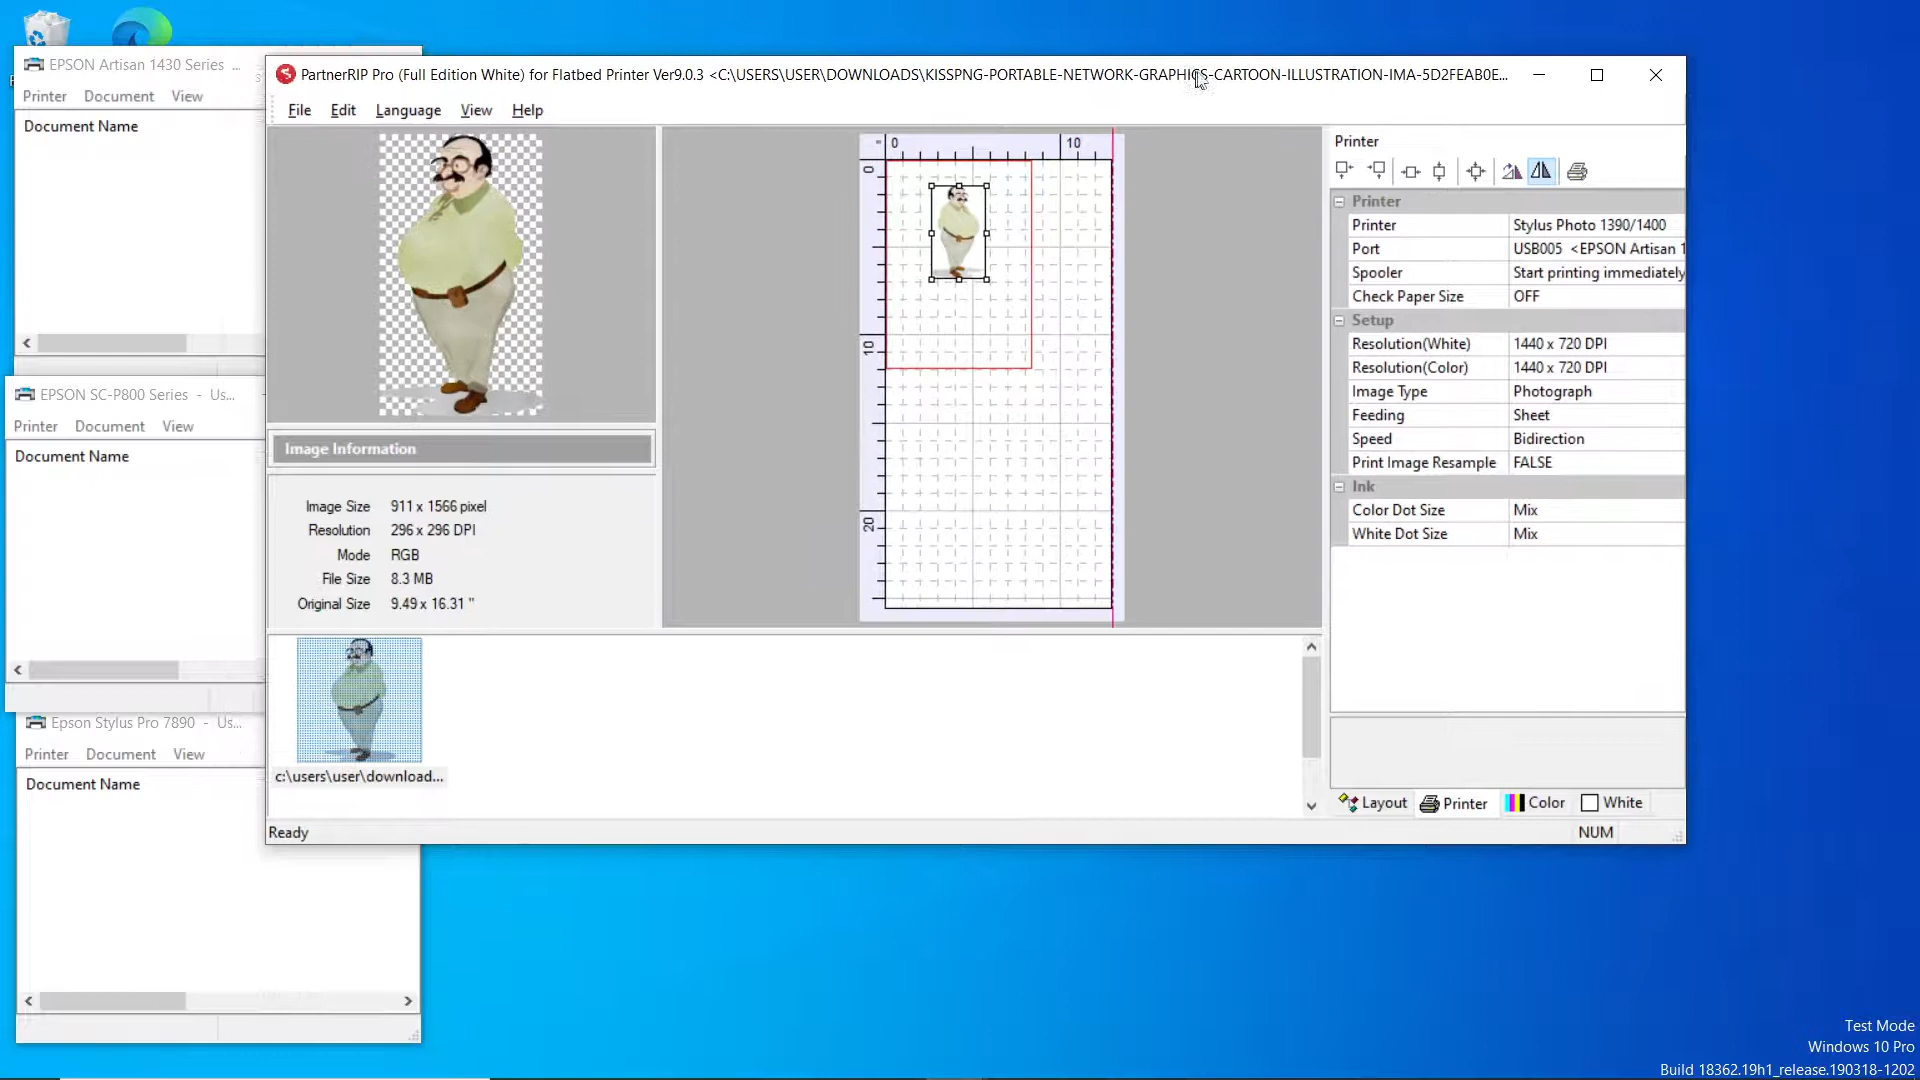 EPSON Artisan 1430 Series ...
Printer Document View
Document Name
EPSON SC-P800 Series - Us...
Printer Document View
Document Name
Epson Stylus Pro 7890 - Us...
Printer Document View
Document Name
PartnerRIP Pro (Full Edition White) for Flatbed Printer Ver9.0.3 <C:\USERS\USER\DOWNLOADS\KISSPNG-PORTABLE-NETWORK-GRAPHICS-CARTOON-ILLUSTRATION-IMA-5D2FEAB0E...
File Edit Language View Help
Image Information
Image Size 911 x 1566 pixel
Resolution 296 x 296 DPI
Mode RGB
File Size 8.3 MB
Original Size 9.49 x 16.31 "
" 0 10
0
10
20
c:\users\user\download...
Ready
Printer
Printer
Printer Stylus Photo 1390/1400
Port USB005 <EPSON Artisan 1
Spooler Start printing immediately
Check Paper Size OFF
Setup
Resolution(White) 1440 x 720 DPI
Resolution(Color) 1440 x 720 DPI
Image Type Photograph
Feeding Sheet
Speed Bidirection
Print Image Resample FALSE
Ink
Color Dot Size Mix
White Dot Size Mix
Layout Printer Color White
NUM
Test Mode
Windows 10 Pro
Build 18362.19h1_release.190318-1202